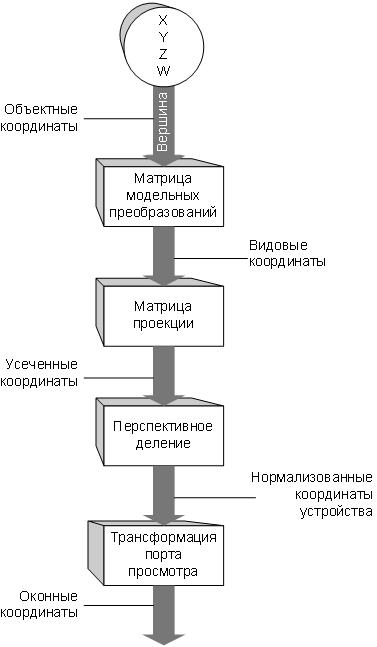 X
Y
Z
W
Объектные
координаты
Вершина
Матрица
модельных
преобразований
Видовые
координаты
Матрица
проекции
Усеченные
координаты
Перспективное
деление
Нормализованные
координаты
устройства
Трансформация
порта
просмотра
Оконные
координаты